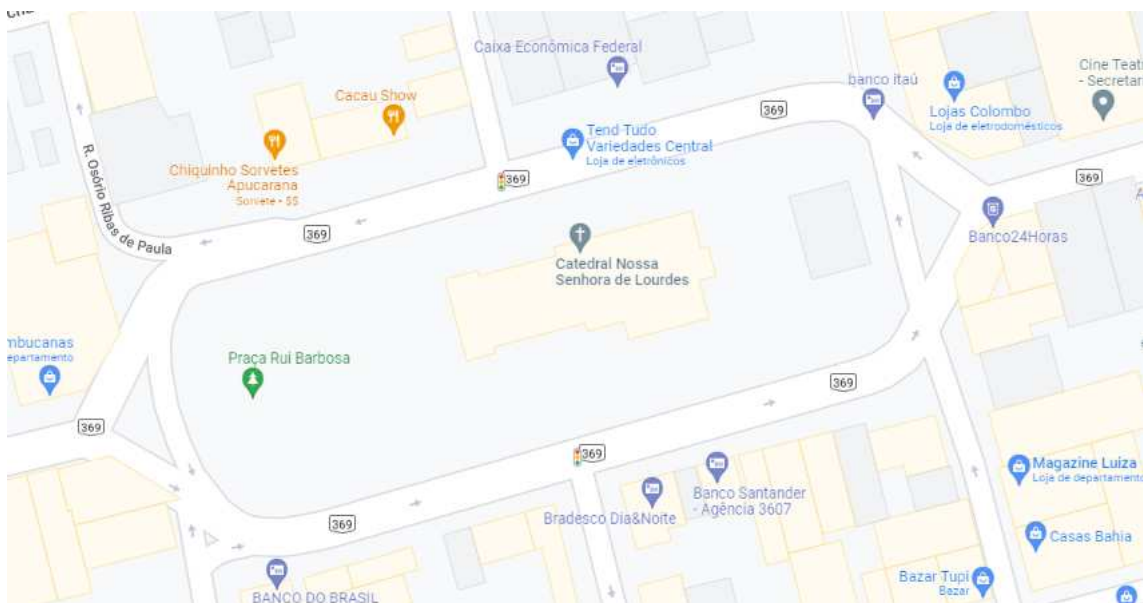 Caixa Econômica Federal
Cine Teat
- Secretar
banco itaú
Cacau Show
Lojas Colombo
Loja de eletrodomésticos
369
Tend Tudo
Variedades Central
Loja de eletrônicos
R. Osório Ribas de Paula
Chiquinho Sorvetes
Apucarana
Sorvete - $$
369
369
369
Banco24Horas
Catedral Nossa
Senhora de Lourdes
mbucanas
epartamento
Praça Rui Barbosa
369
369
369
Magazine Luiza
Loja de departamento
Banco Santander
- Agência 3607
Bradesco Dia&Noite
369
Casas Bahia
Bazar Tupi
Bazar
BANCO DO BRASIL